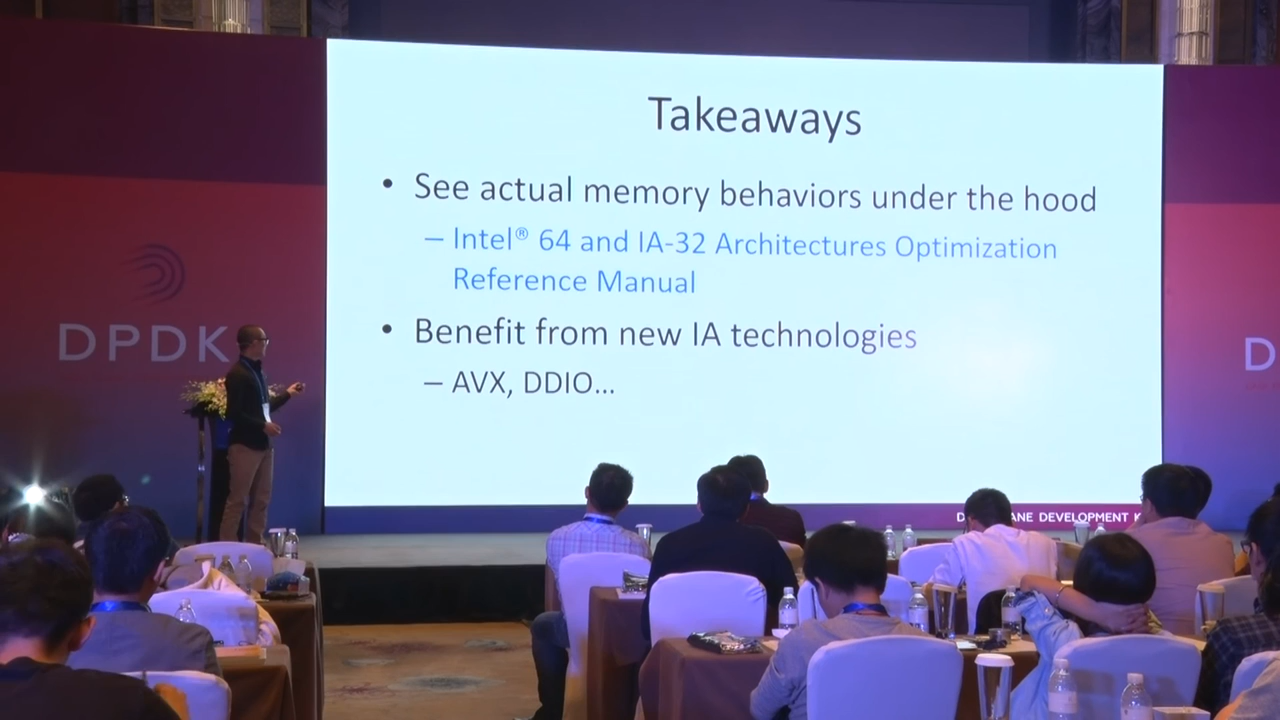 Takeaways
• See actual memory behaviors under the hood
– Intel® 64 and IA-32 Architectures Optimization
Reference Manual
• Benefit from new IA technologies
– AVX, DDIO...
DPDK
D
DEVELOPMENT K